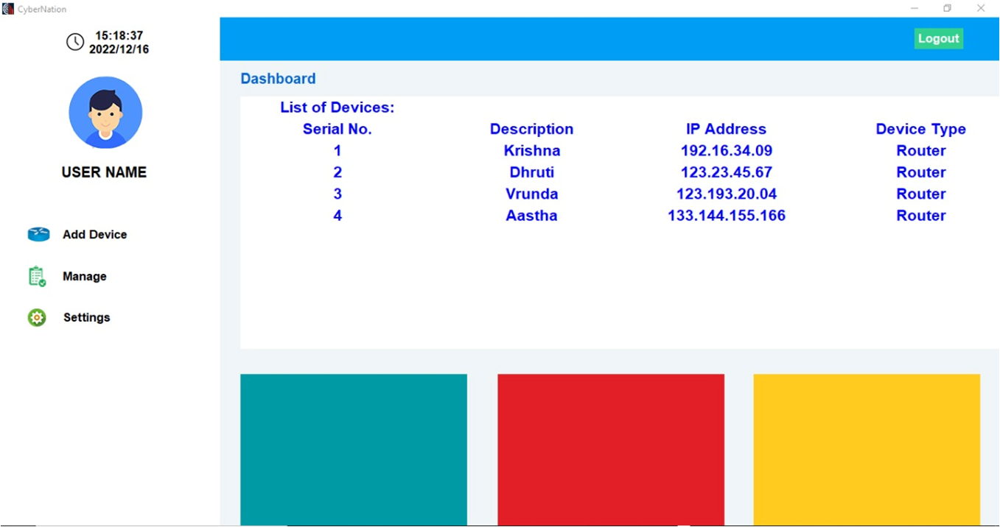 CyberNation
15:18:37
2022/12/16
USER NAME
Add Device
Manage
Settings
Logout
Dashboard
List of Devices:
Serial No. Description IP Address Device Type
1 Krishna 192.16.34.09 Router
2 Dhruti 123.23.45.67 Router
3 Vrunda 123.193.20.04 Router
4 Aastha 133.144.155.166 Router